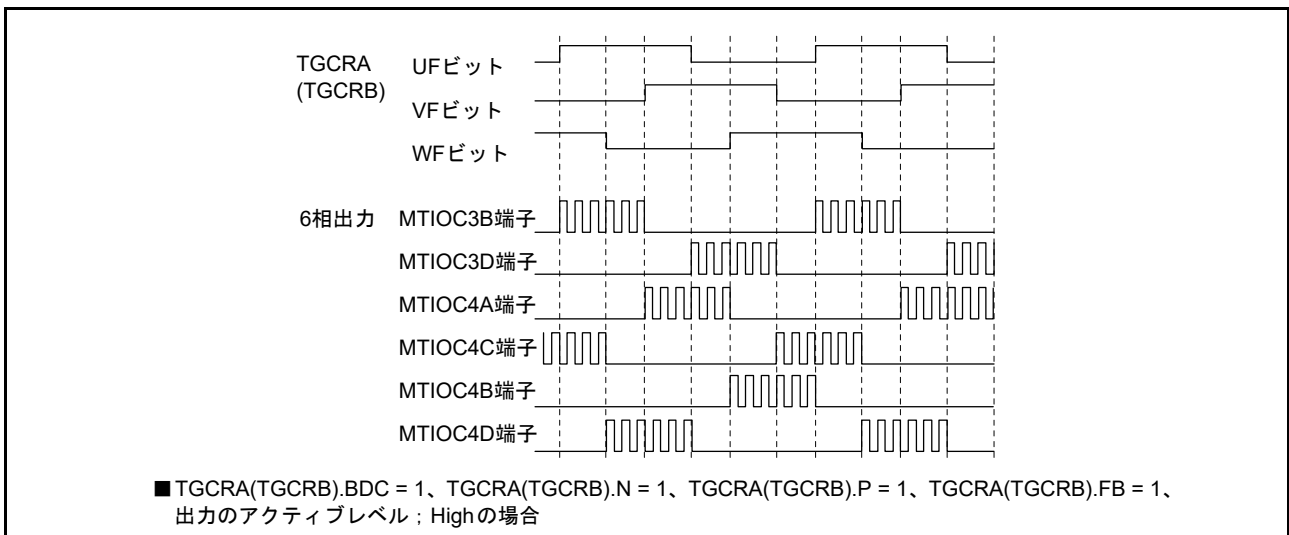 TGCRA
(TGCRB)
UFビット
VFビット
WFビット
6相出力
MTIOC3B端子
MTIOC3D端子
MTIOC4A端子
MTIOC4C端子
MTIOC4B端子
MTIOC4D端子
■TGCRA(TGCRB).BDC = 1、TGCRA(TGCRB).N = 1、TGCRA(TGCRB).P = 1、TGCRA(TGCRB).FB = 1、
出力のアクティブレベル；Highの場合